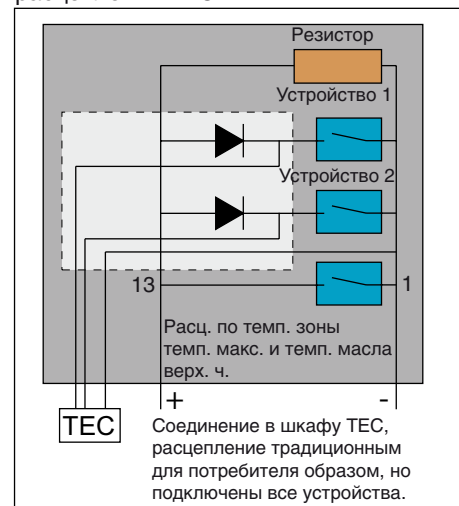 Резистор
Устройство 1
Устройство 2
13
1
Расц. по темп. зоны
темп. макс. и темп. масла
верх. ч.
+
-
TEC
Соединение в шкафу TEC,
расцепление традиционным
для потребителя образом, но
подключены все устройства.